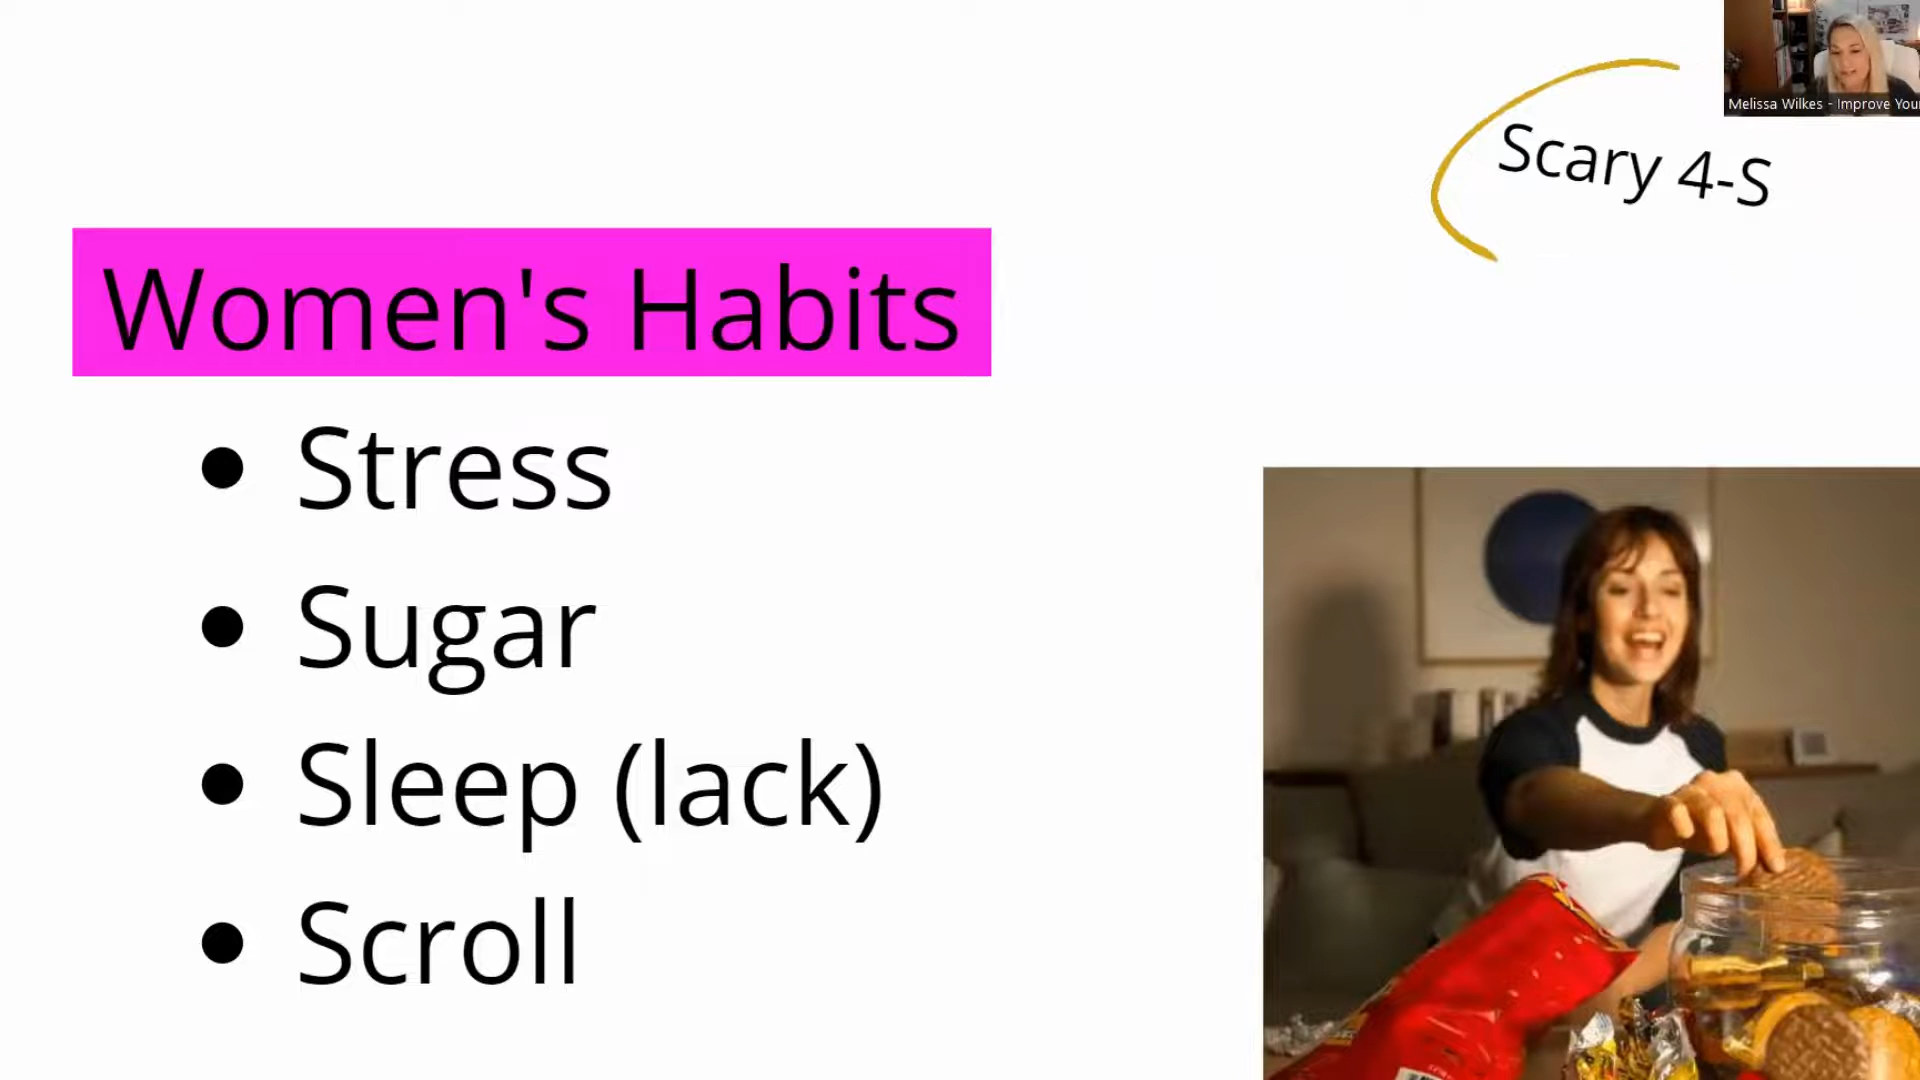 Melissa Wilkes - Improve You
Scary 4-S
Women's Habits
• Stress
• Sugar
• Sleep (lack)
• Scroll